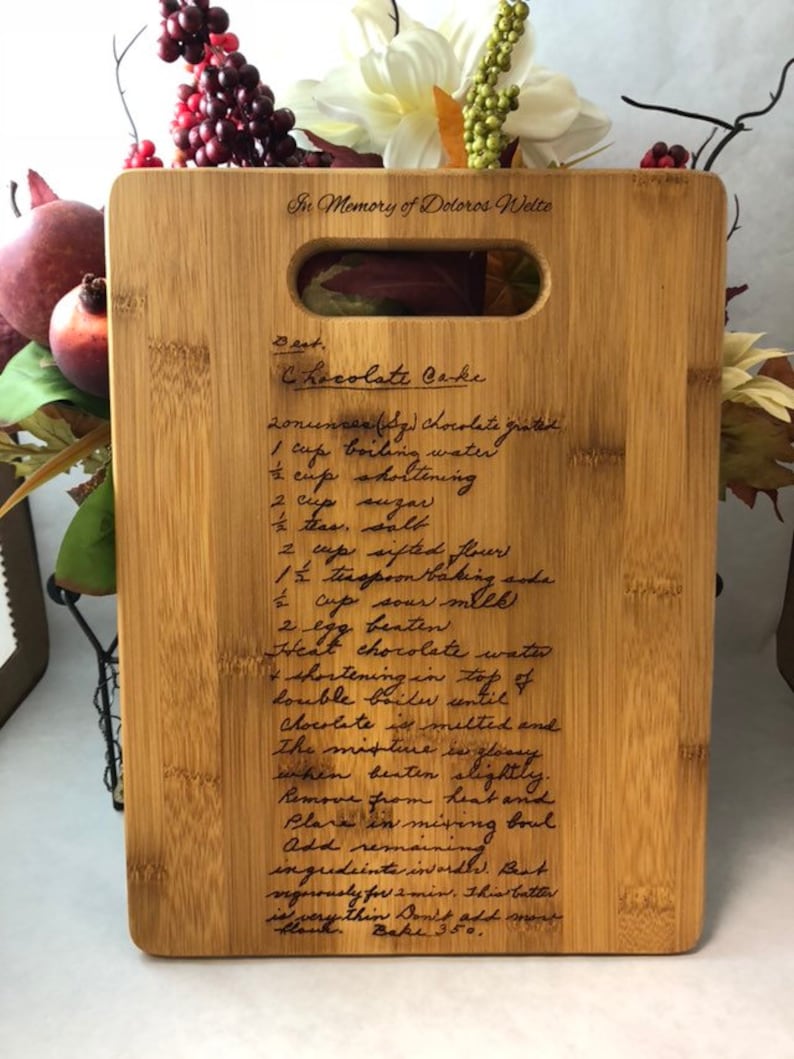 In Memory of Doloros Welte
Best.
Chocolate Cake
2 ounces (Sq.) chocolate grated
1 cup boiling water
½ cup shortening
2 cup sugar
½ teas. salt
2 cup sifted flour
1 ½ teaspoon baking soda
½ cup sour milk
2 egg beaten
Heat chocolate water
+ shortening in top of
double boiler until
Chocolate is melted and
the mixture is glossy
when beaten slightly.
Remove from heat and
Place in mixing bowl
Add remaining
ingredients in order. Beat
vigorously for 2 min. This batter
is very thin Don't add more
flour. Bake 350.